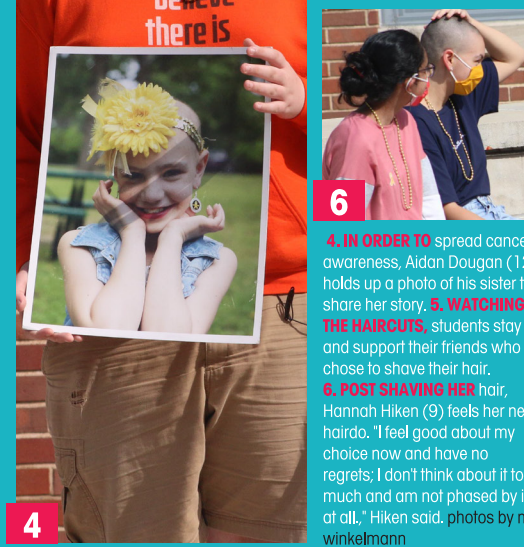 believe
there is
6
4
4. IN ORDER TO spread cance
awareness, Aidan Dougan (12
holds up a photo of his sister t
share her story. 5. WATCHING
THE HAIRCUTS, students stay
and support their friends who
chose to shave their hair.
6. POST SHAVING HER hair,
Hannah Hiken (9) feels her ne
hairdo. "I feel good about my
choice now and have no
regrets; I don't think about it to
much and am not phased by i
at all.," Hiken said. photos by m
winkelmann